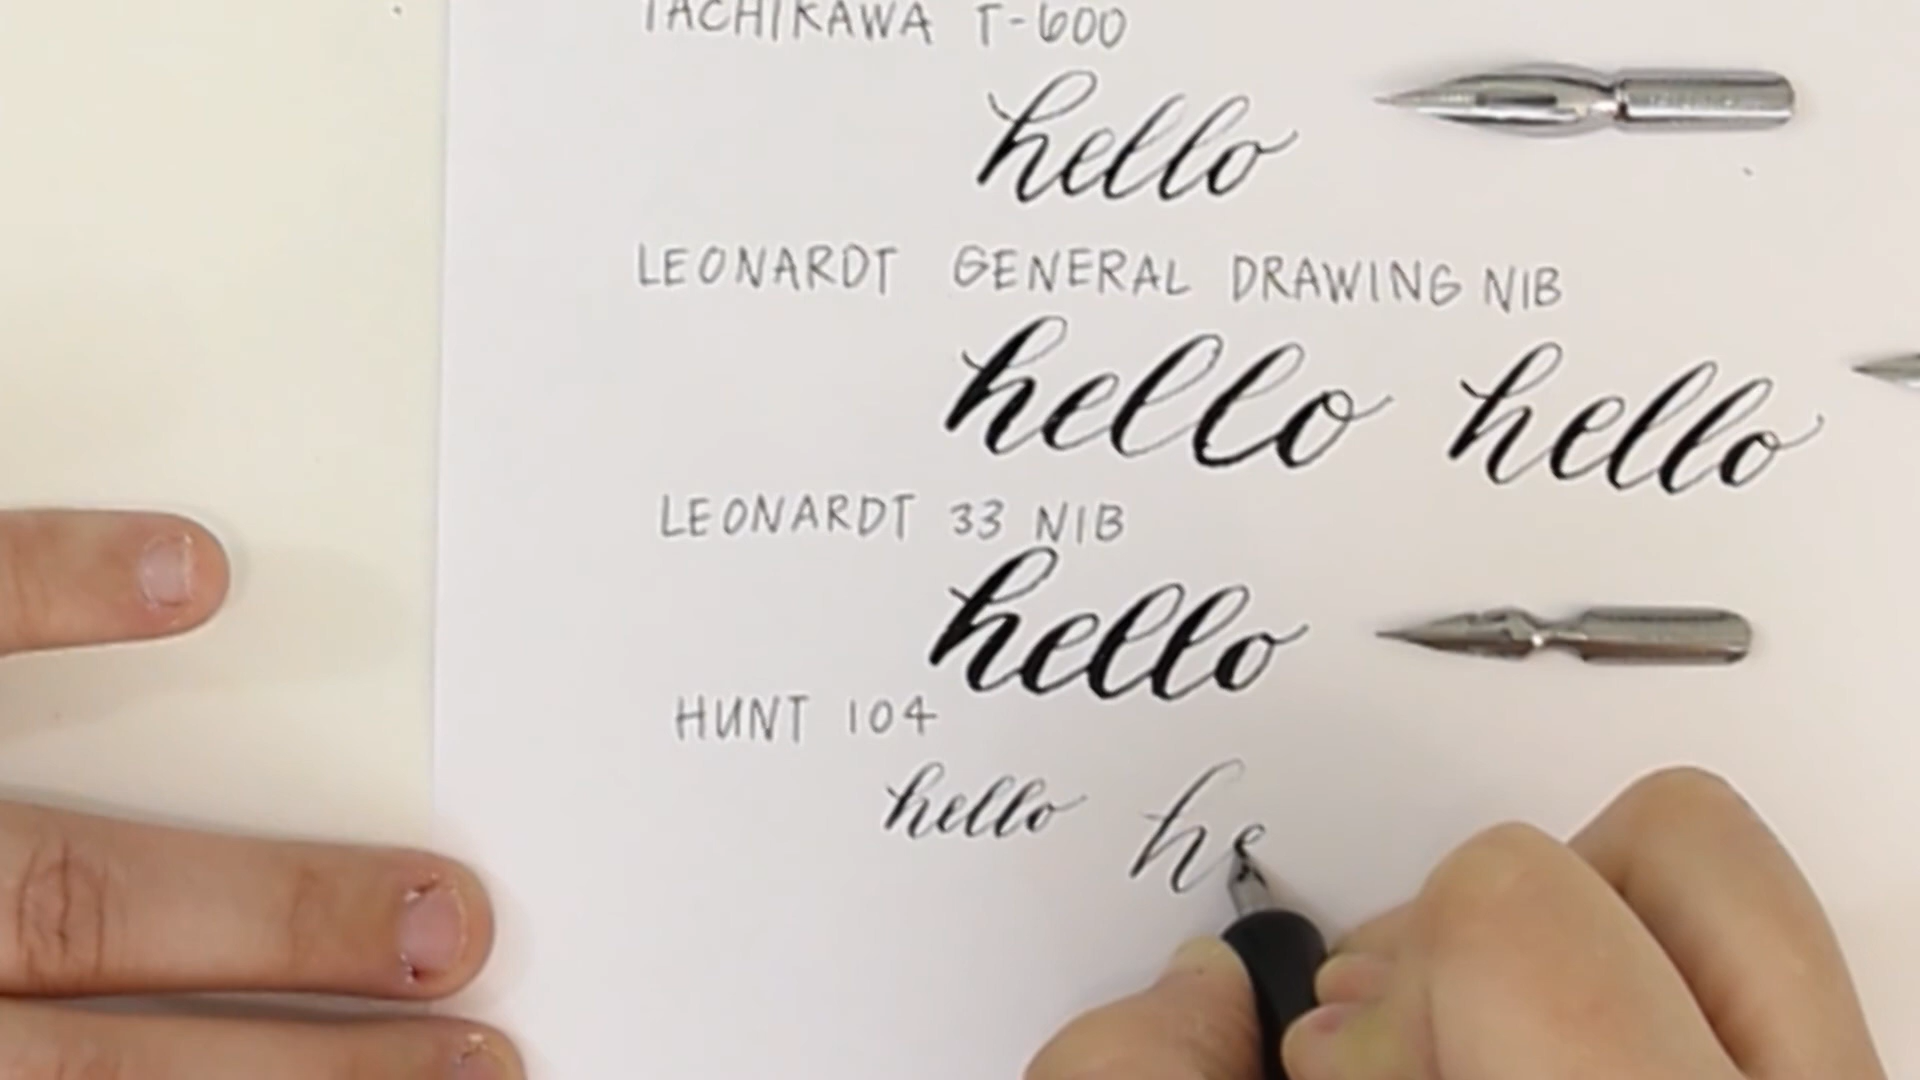 TACHIKAWA T-600
hello
LEONARDT GENERAL DRAWING NIB
hello hello
LEONARDT 33 NIB
hello
HUNT 104
hello he